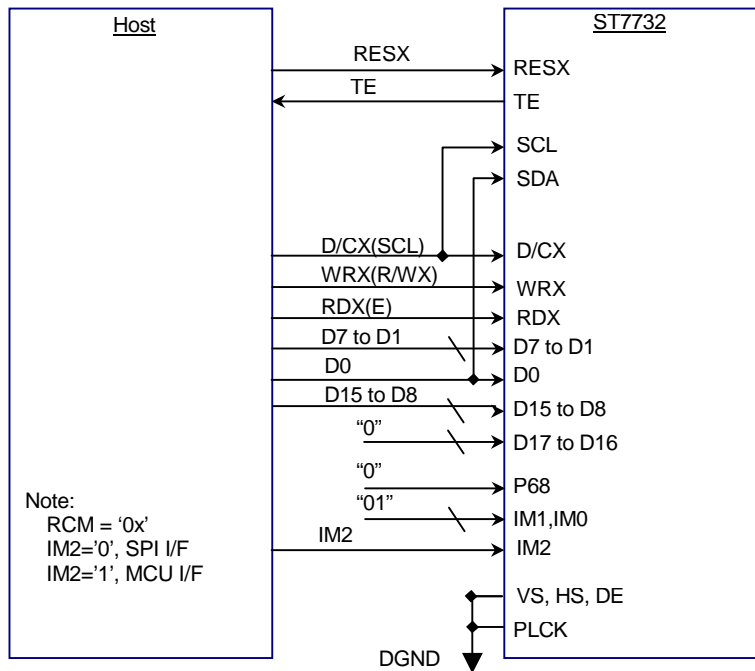 Host
ST7732
RESX
RESX
TE
TE
SCL
SDA
D/CX(SCL)
D/CX
WRX(R/WX)
WRX
RDX(E)
RDX
D7 to D1
D7 to D1
D0
D0
D15 to D8
D15 to D8
“0”
D17 to D16
“0”
P68
“01”
IM1,IM0
IM2
IM2
Note:
RCM = ‘0x’
IM2=’0’, SPI I/F
IM2=’1’, MCU I/F
VS, HS, DE
PLCK
DGND